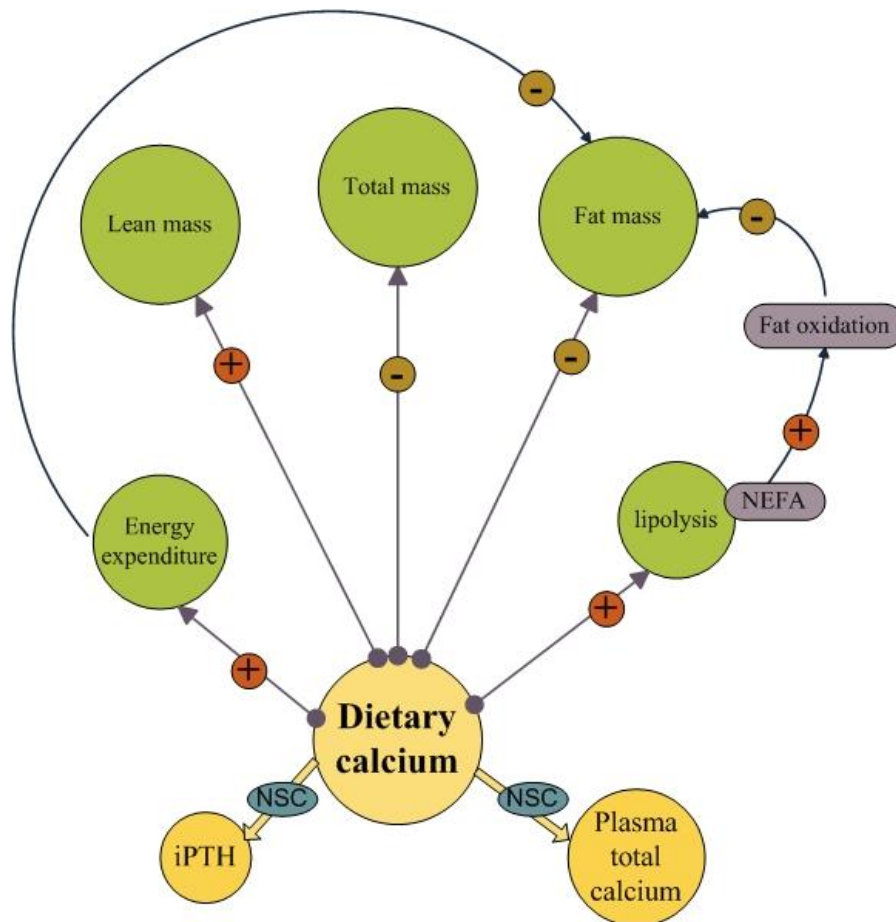 -
Total mass
Lean mass
Fat mass
-
Fat oxidation
+
-
-
+
NEFA
lipolysis
Energy
expenditure
+
+
Dietary
calcium
NSC
NSC
iPTH
Plasma
total
calcium